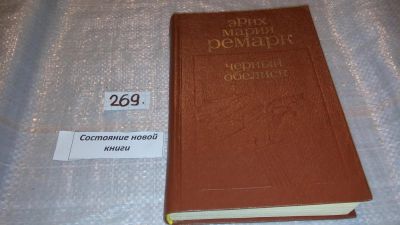 эРих
мария
Ремарк
черный
обелиск
269.
Состояние новой
книги